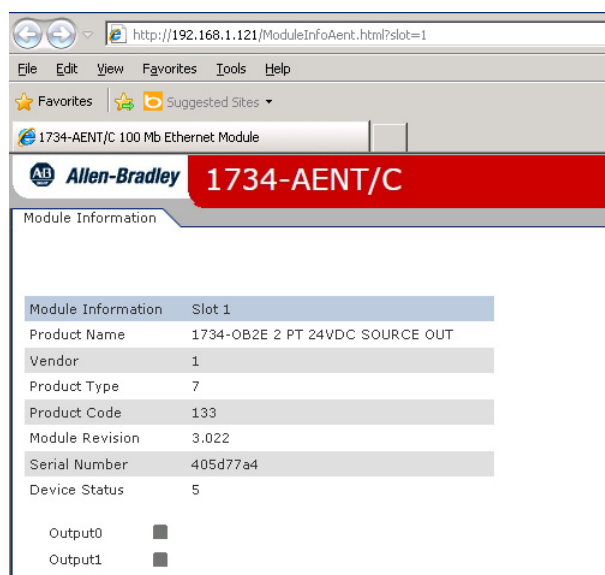 http://192.168.1.121/ModuleInfoAent.html?slot=1
File Edit View Favorites Tools Help
Favorites Suggested Sites
1734-AENT/C 100 Mb Ethernet Module
AB Allen-Bradley 1734-AENT/C
Module Information
Module Information Slot 1
Product Name 1734-OB2E 2 PT 24VDC SOURCE OUT
Vendor 1
Product Type 7
Product Code 133
Module Revision 3.022
Serial Number 405d77a4
Device Status 5
Output0
Output1